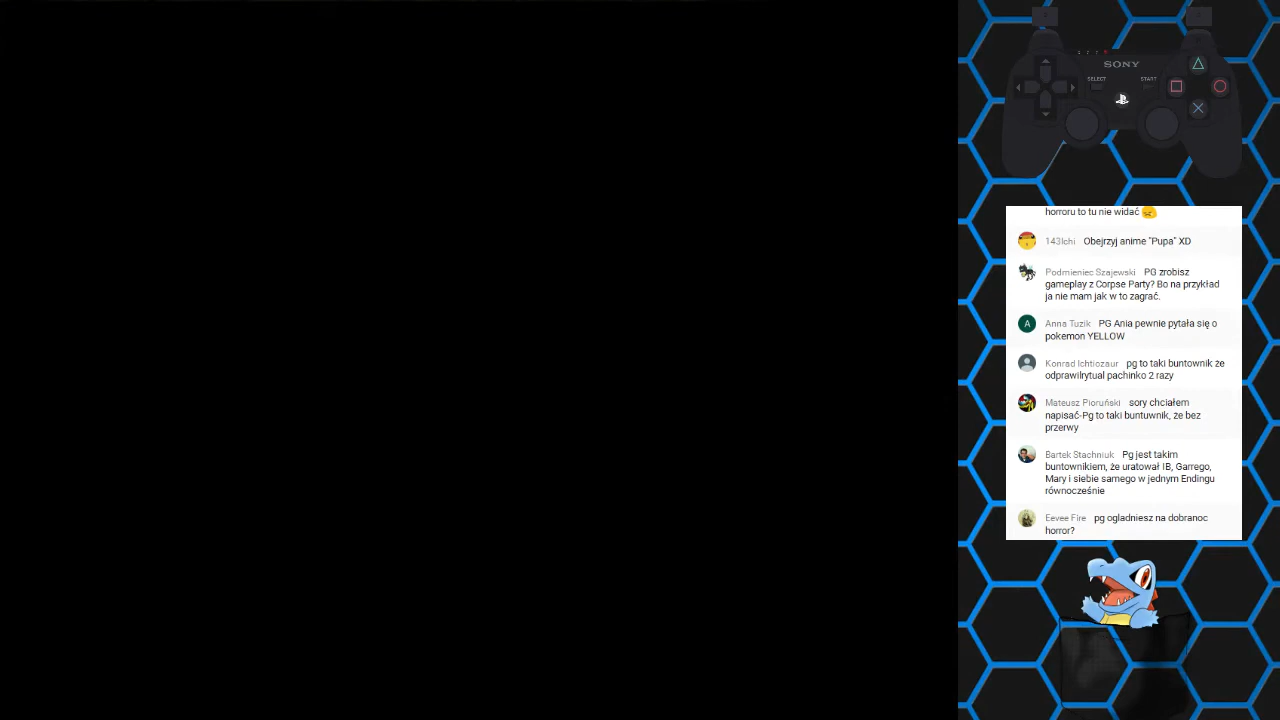 SONY
SELECT
START
horroru to tu nie widać
143Ichi Obejrzyj anime "Pupa" XD
Podmieniec Szajewski PG zrobisz
gameplay z Corpse Party? Bo na przykład
ja nie mam jak w to zagrać.
A
Anna Tuzik PG Ania pewnie pytała się o
pokemon YELLOW
Konrad Ichtiozaur pg to taki buntownik że
odprawilrytual pachinko 2 razy
Mateusz Pioruński sory chciałem
napisać-Pg to taki buntuwnik, że bez
przerwy
Bartek Stachniuk Pg jest takim
buntownikiem, że uratował IB, Garrego,
Mary i siebie samego w jednym Endingu
równocześnie
Eevee Fire pg ogladniesz na dobranoc
horror?